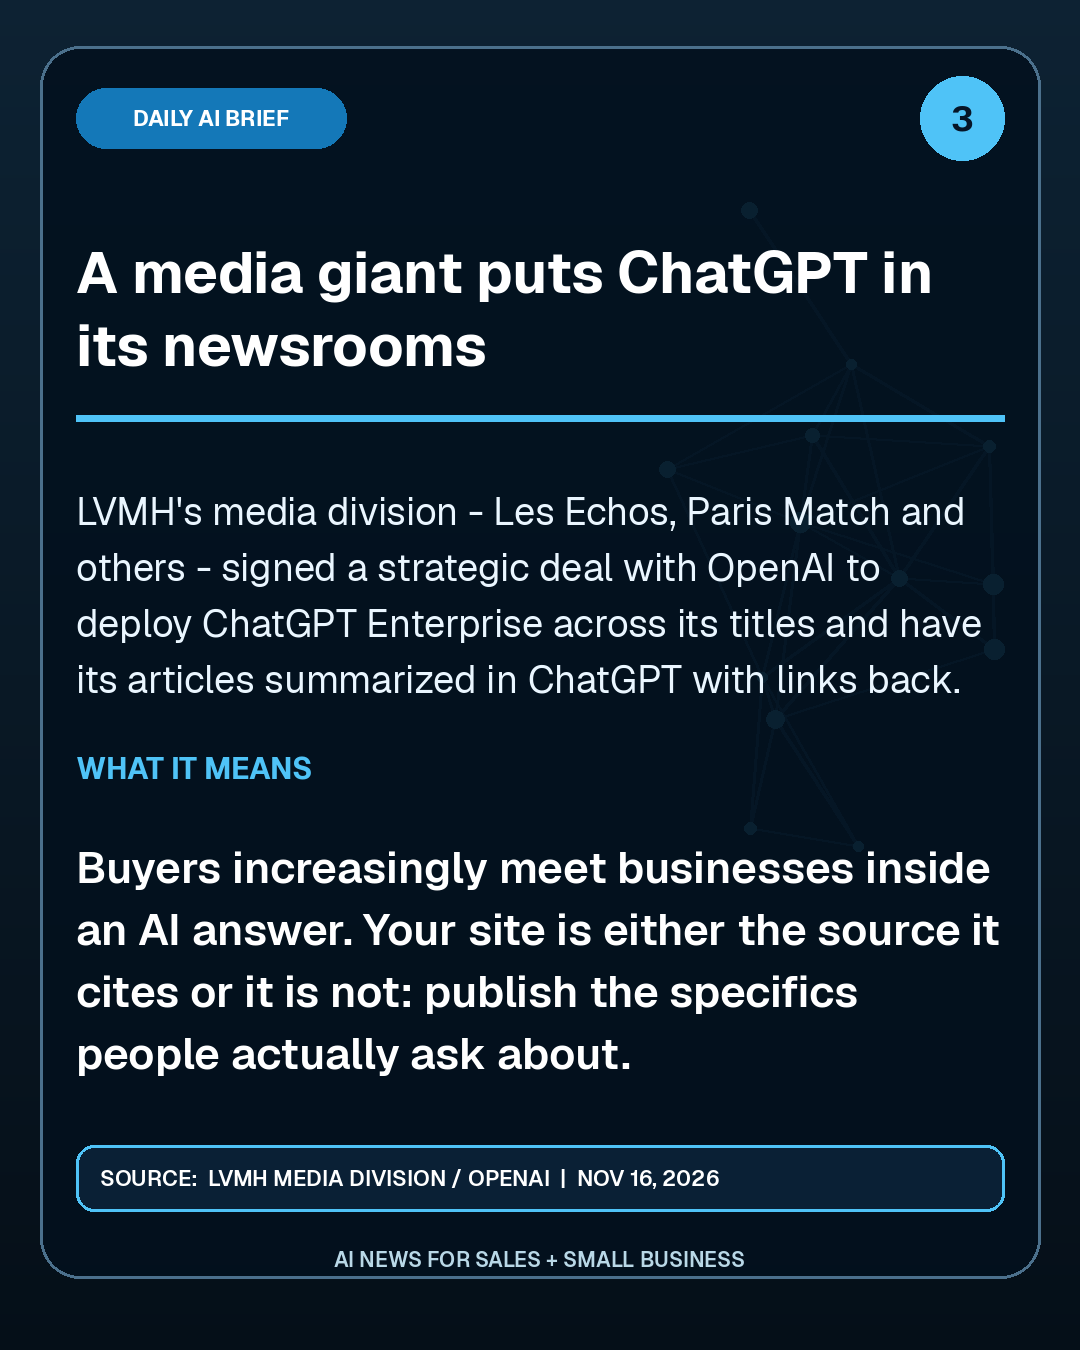 DAILY AI BRIEF
3
A media giant puts ChatGPT in
its newsrooms
LVMH's media division - Les Echos, Paris Match and
others - signed a strategic deal with OpenAI to
deploy ChatGPT Enterprise across its titles and have
its articles summarized in ChatGPT with links back.
WHAT IT MEANS
Buyers increasingly meet businesses inside
an AI answer. Your site is either the source it
cites or it is not: publish the specifics
people actually ask about.
SOURCE: LVMH MEDIA DIVISION / OPENAI | NOV 16, 2026
AI NEWS FOR SALES + SMALL BUSINESS